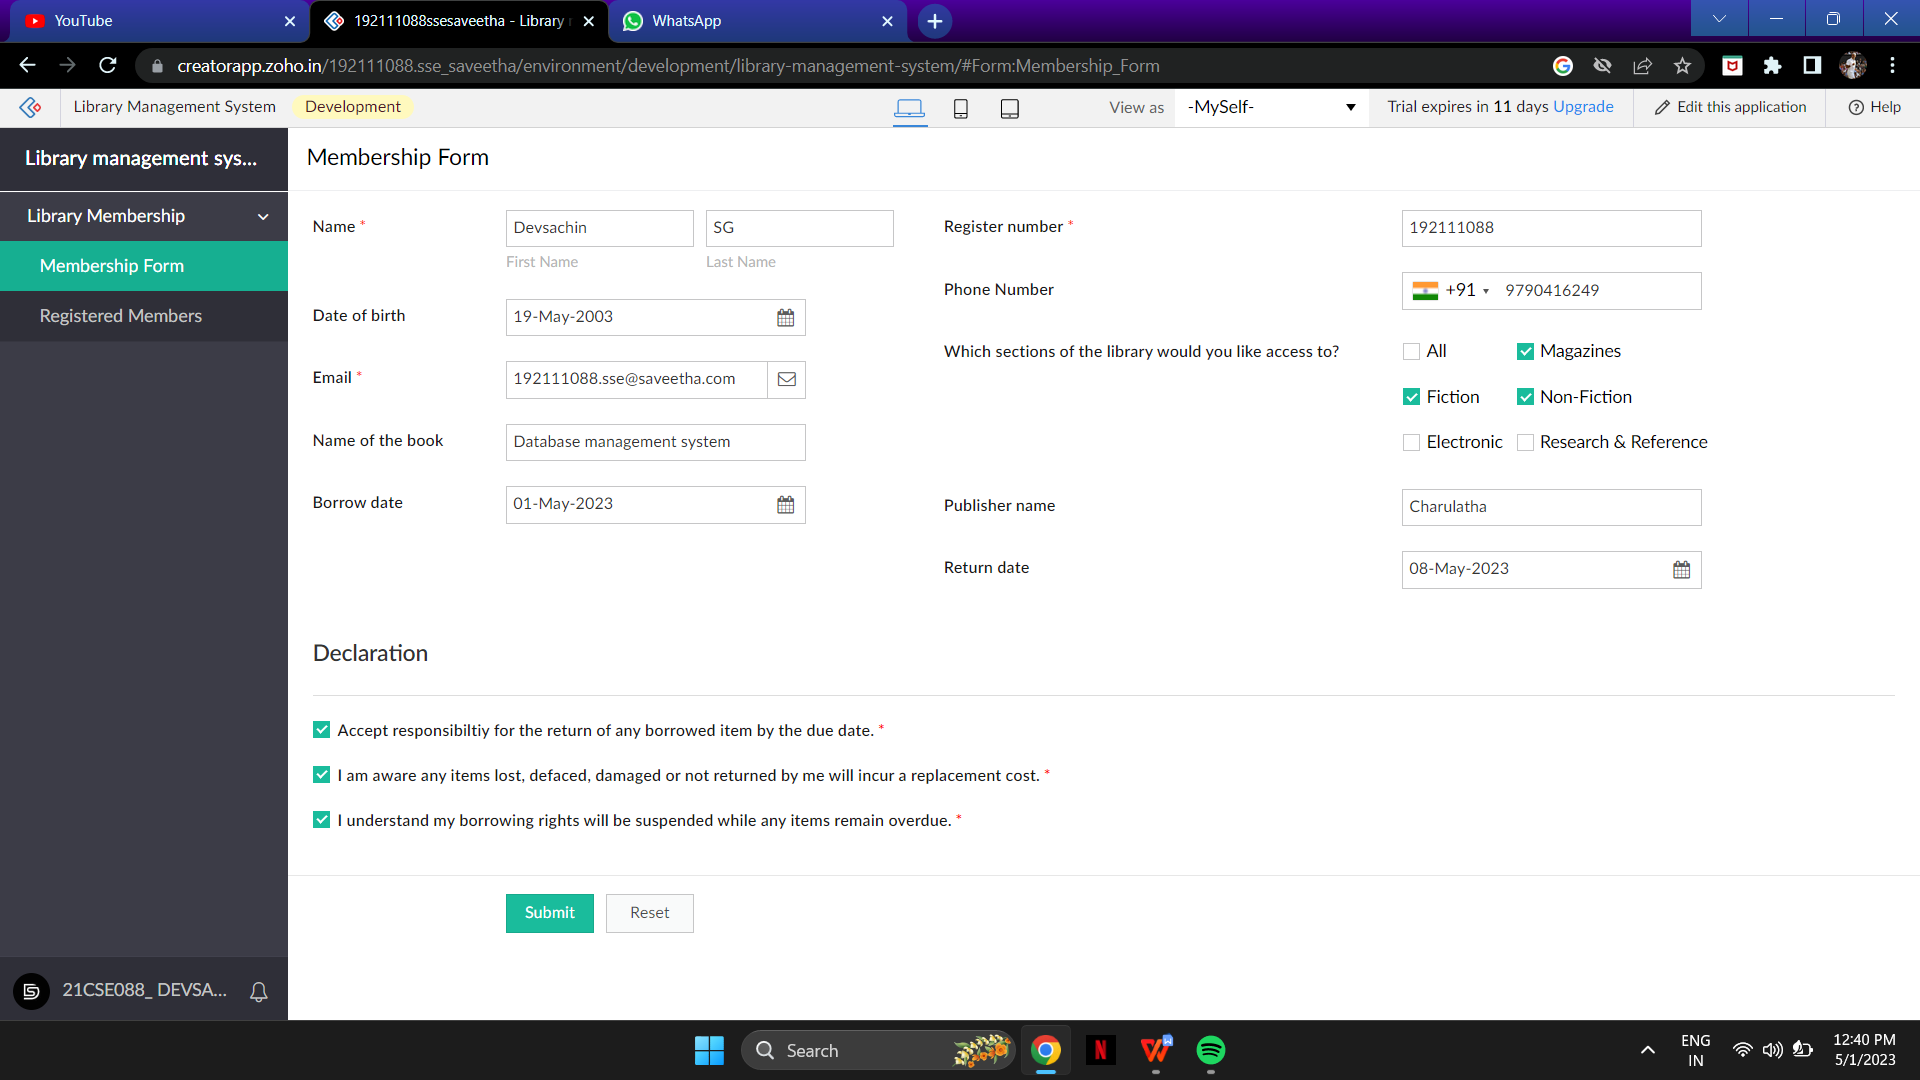 YouTube
192111088ssesaveetha - Library
WhatsApp
creatorapp.zoho.in/192111088.sse_saveetha/environment/development/library-management-system/#Form:Membership_Form
Library Management System
Development
View as
-MySelf-
Trial expires in 11 days Upgrade
Edit this application
Help
Library management sys...
Library Membership
Membership Form
Registered Members
Membership Form
Name *
Devsachin
SG
First Name
Last Name
Date of birth
19-May-2003
Email *
192111088.sse@saveetha.com
Name of the book
Database management system
Borrow date
01-May-2023
Register number *
192111088
Phone Number
+91
9790416249
Which sections of the library would you like access to?
All
Magazines
Fiction
Non-Fiction
Electronic
Research & Reference
Publisher name
Charulatha
Return date
08-May-2023
Declaration
Accept responsibiltiy for the return of any borrowed item by the due date. *
I am aware any items lost, defaced, damaged or not returned by me will incur a replacement cost. *
I understand my borrowing rights will be suspended while any items remain overdue. *
Submit
Reset
21CSE088_ DEVSA...
Search
ENG
IN
12:40 PM
5/1/2023